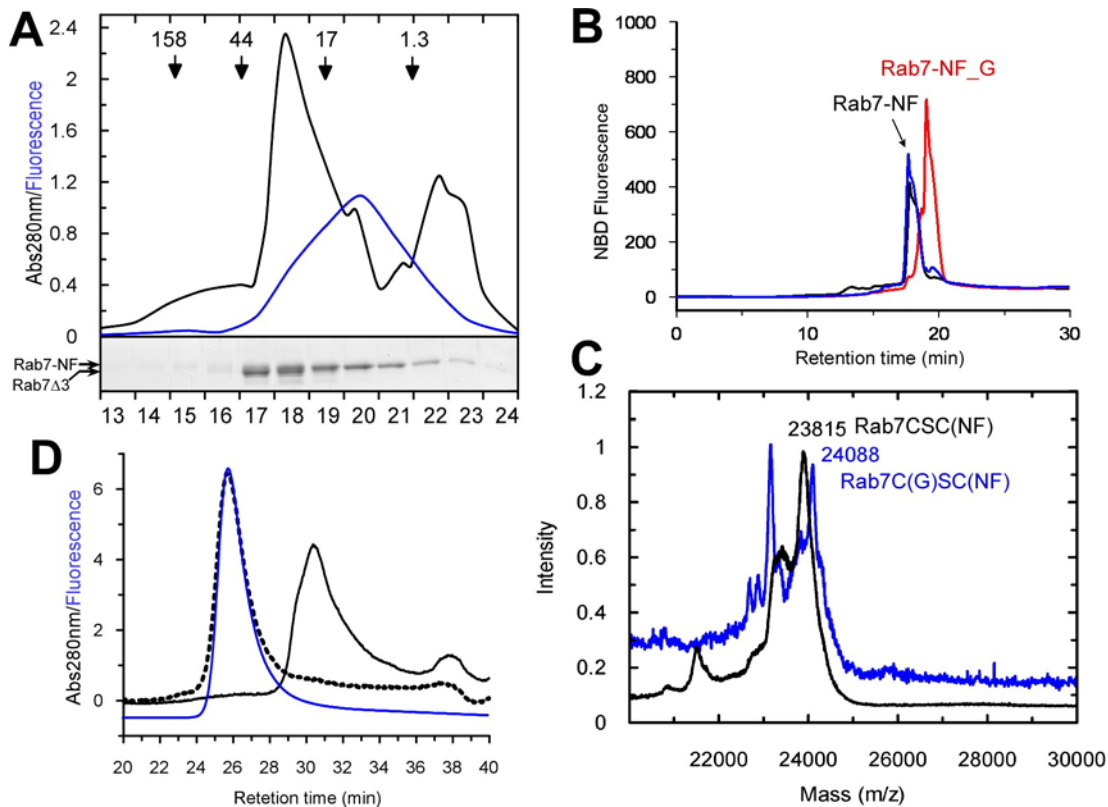 A
158 44 17 1.3
2.4
2
1.6
1.2
0.8
0.4
0
Abs280nm/Fluorescence
Rab7-NF
Rab7Δ3
13 14 15 16 17 18 19 20 21 22 23 24
B
1000
800
600
400
200
0
NBD Fluorescence
Rab7-NF_G
Rab7-NF
0 10 20 30
Retention time (min)
C
1.2
1
0.8
0.6
0.4
0.2
0
Intensity
23815 Rab7CSC(NF)
24088
Rab7C(G)SC(NF)
22000 24000 26000 28000 30000
Mass (m/z)
D
6
4
2
0
Abs280nm/Fluorescence
20 22 24 26 28 30 32 34 36 38 40
Retetion time (min)